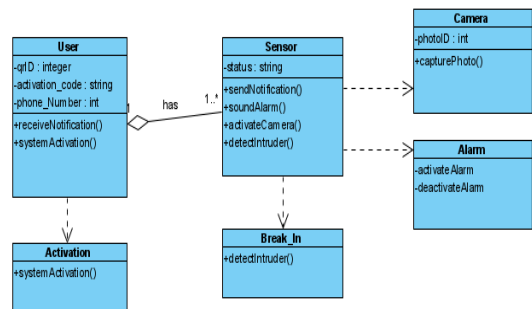 User
-qrID : integer
-activation_code : string
-phone_Number : int
+receiveNotification()
+systemActivation()
1
has
1..*
Sensor
-status : string
+sendNotification()
+soundAlarm()
+activateCamera()
+detectIntruder()
Camera
-photoID : int
+capturePhoto()
Alarm
-activateAlarm
-deactivateAlarm
Activation
+systemActivation()
Break_In
+detectIntruder()